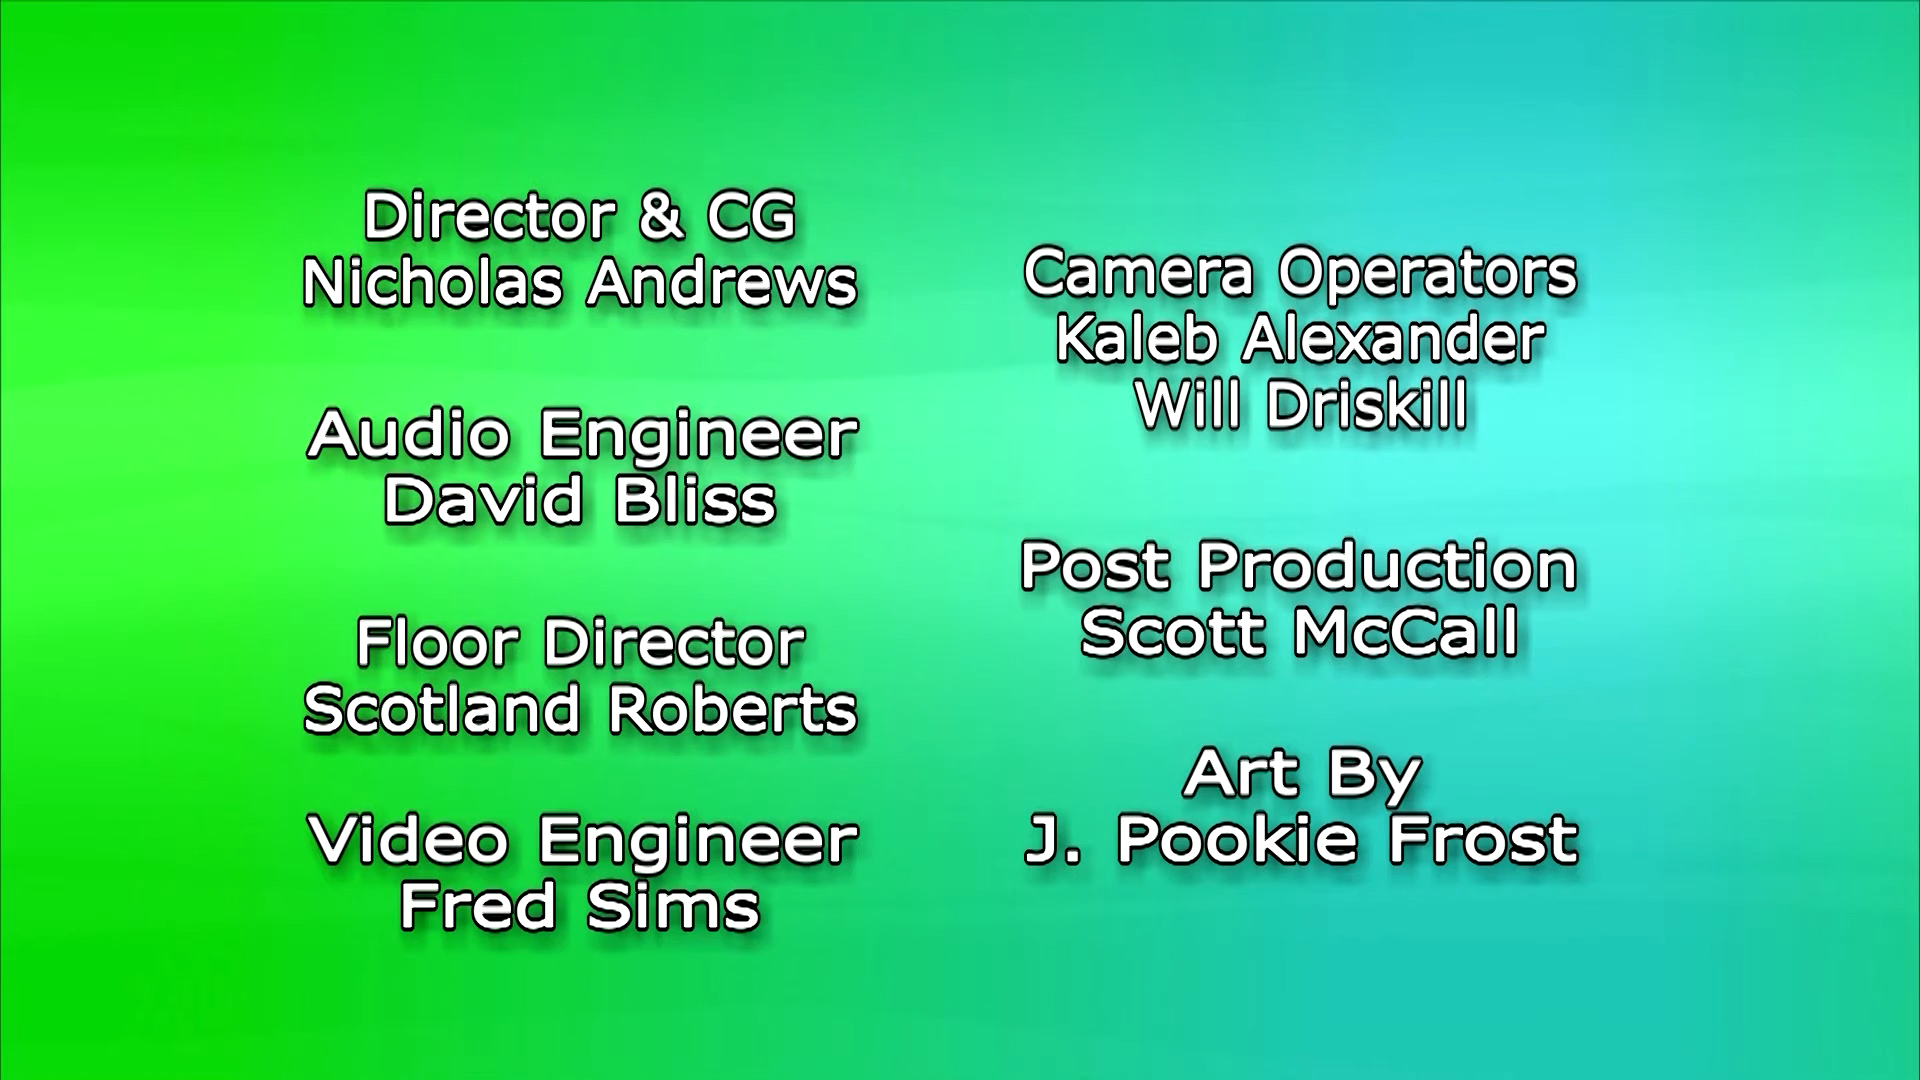 Director & CG
Nicholas Andrews
Audio Engineer
David Bliss
Floor Director
Scotland Roberts
Video Engineer
Fred Sims
Camera Operators
Kaleb Alexander
Will Driskill
Post Production
Scott McCall
Art By
J. Pookie Frost